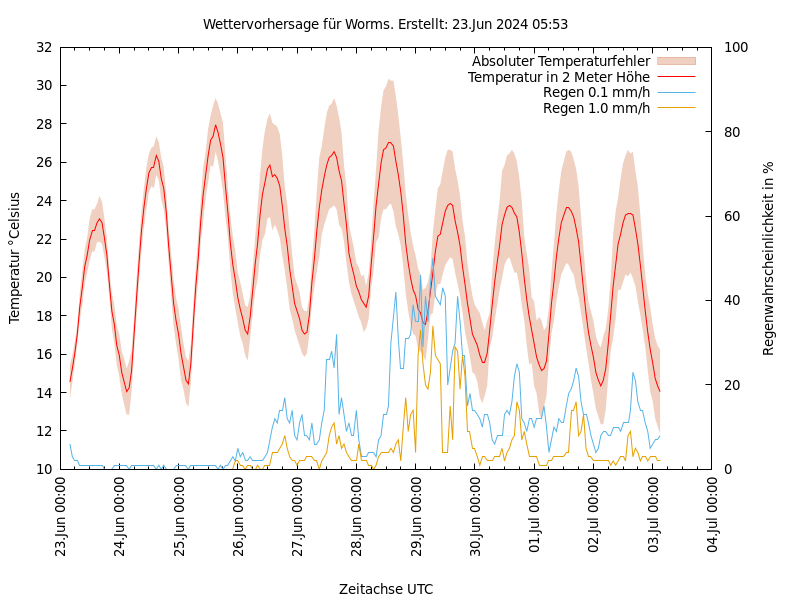 Wettervorhersage für Worms. Erstellt: 23.Jun 2024 05:53
Absoluter Temperaturfehler
Temperatur in 2 Meter Höhe
Regen 0.1 mm/h
Regen 1.0 mm/h
Temperatur °Celsius
32
30
28
26
24
22
20
18
16
14
12
10
Regenwahrscheinlichkeit in %
100
80
60
40
20
0
23.Jun 00:00
24.Jun 00:00
25.Jun 00:00
26.Jun 00:00
27.Jun 00:00
28.Jun 00:00
29.Jun 00:00
30.Jun 00:00
01.Jul 00:00
02.Jul 00:00
03.Jul 00:00
04.Jul 00:00
Zeitachse UTC